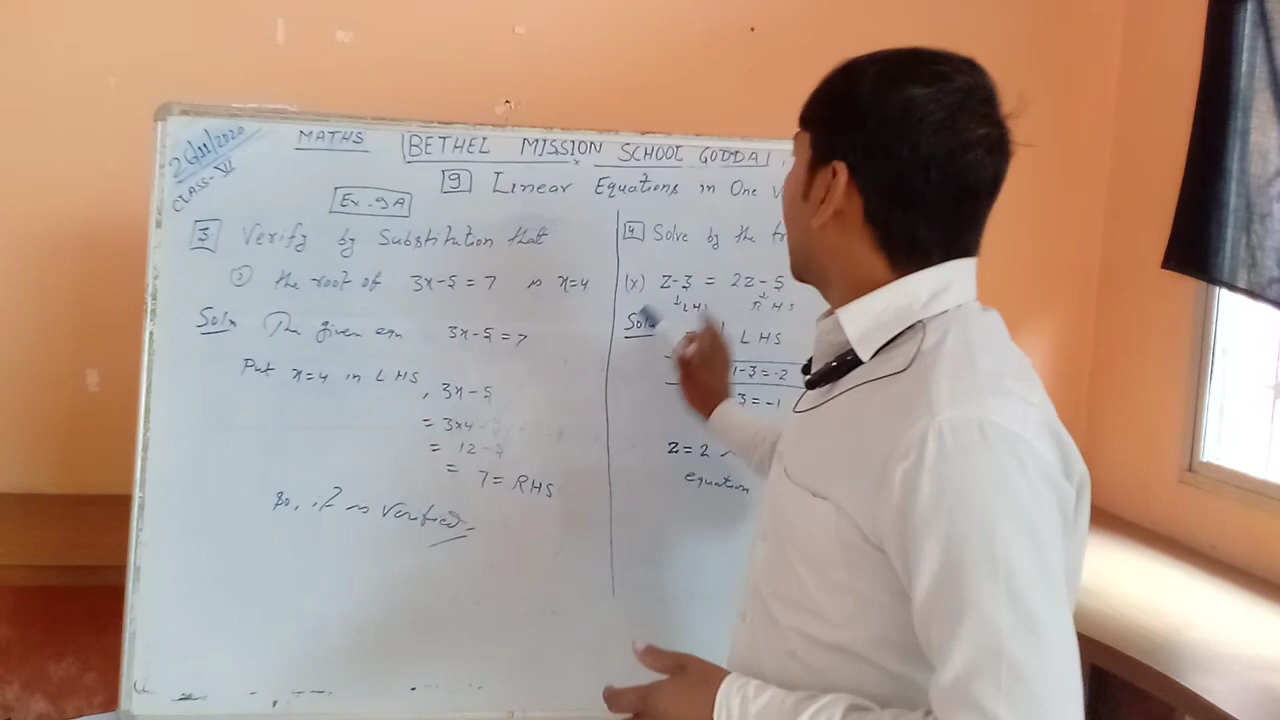 26/11/2020
CLASS- VI
MATHS
BETHEL MISSION SCHOOL GODDA
9 Linear Equations in One
Ex-9A
3 Verify by Substitution that
the root of 3x-5=7 is x=4
Soln The given eqn 3x-5=7
Put x=4 in LHS, 3x-5
= 3x4-
= 12-
= 7= RHS
So, it is verified.
4 Solve by the
(x) Z-3 = 2Z-5
↓LHS ↓RHS
Soln
LHS
1-3=-2
3=-1
Z=2
equation